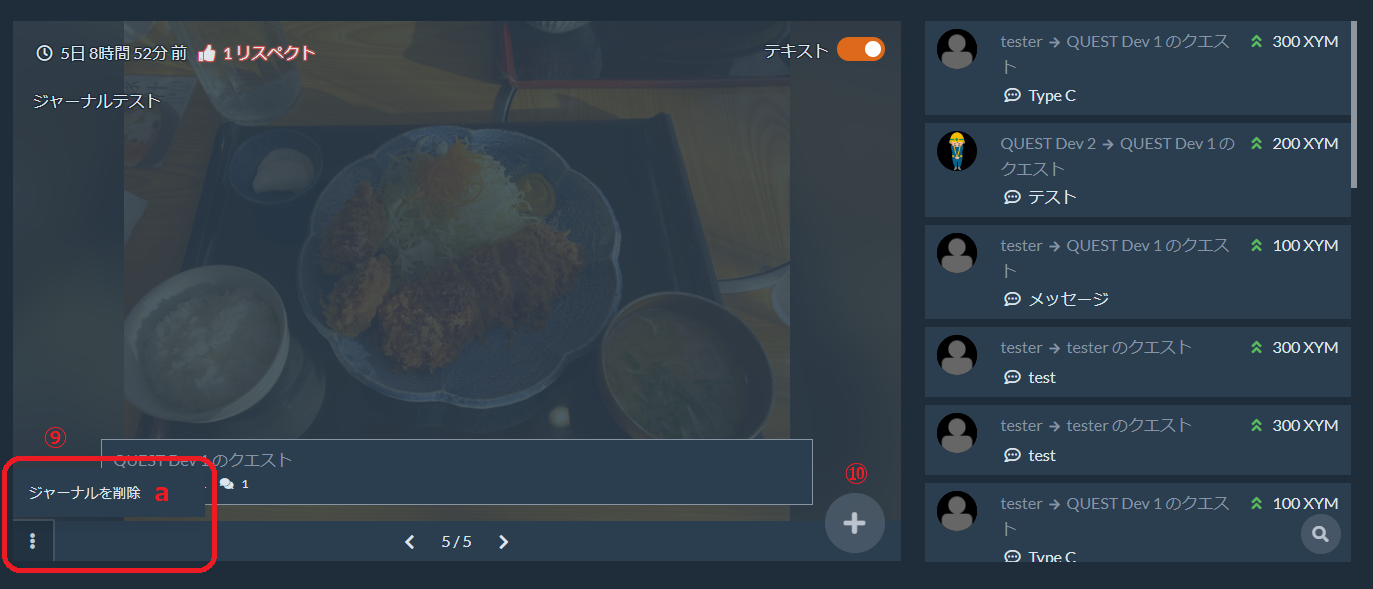 5日 8時間 52分 前 1 リスペクト
テキスト
ジャーナルテスト
⑨
QUEST Dev 1 のクエスト
1
ジャーナルを削除 a
⑩
5 / 5
tester → QUEST Dev 1 のクエス
ト
300 XYM
Type C
QUEST Dev 2 → QUEST Dev 1 の
クエスト
200 XYM
テスト
tester → QUEST Dev 1 のクエス
ト
100 XYM
メッセージ
tester → tester のクエスト
300 XYM
test
tester → tester のクエスト
300 XYM
test
tester → QUEST Dev 1 のクエス
ト
100 XYM
Type C